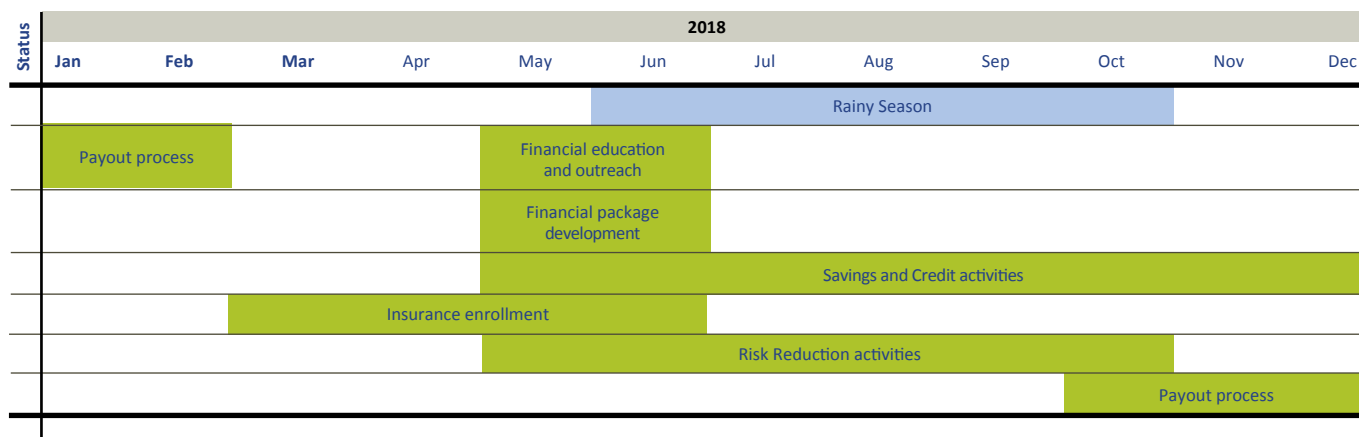 Status
2018
Jan Feb Mar Apr May Jun Jul Aug Sep Oct Nov Dec
Rainy Season
Payout process
Financial education
and outreach
Financial package
development
Savings and Credit activities
Insurance enrollment
Risk Reduction activities
Payout process